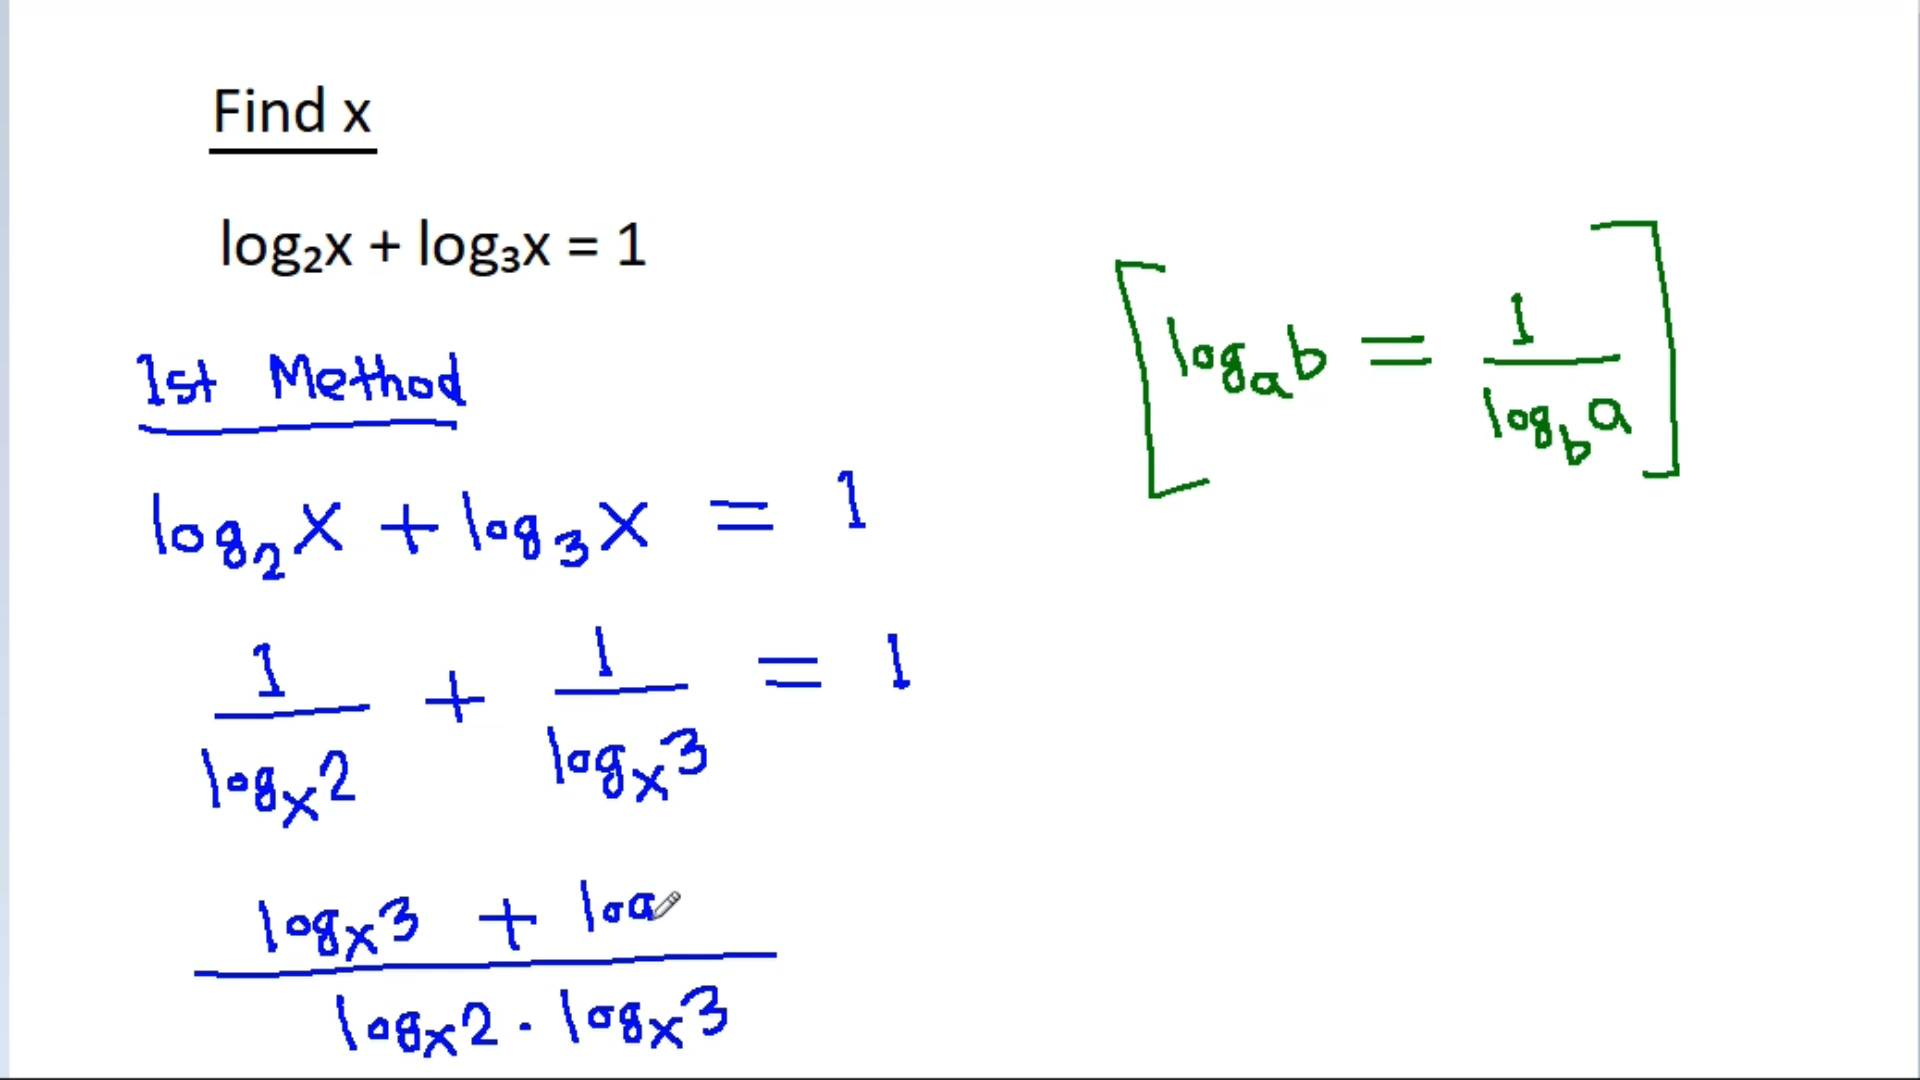 Find x
log₂x + log₃x = 1
1st Method
log₂x + log₃x = 1
1/logₓ2 + 1/logₓ3 = 1
logₓ3 + log
logₓ2 · logₓ3
[logₐb = 1/log_b a]